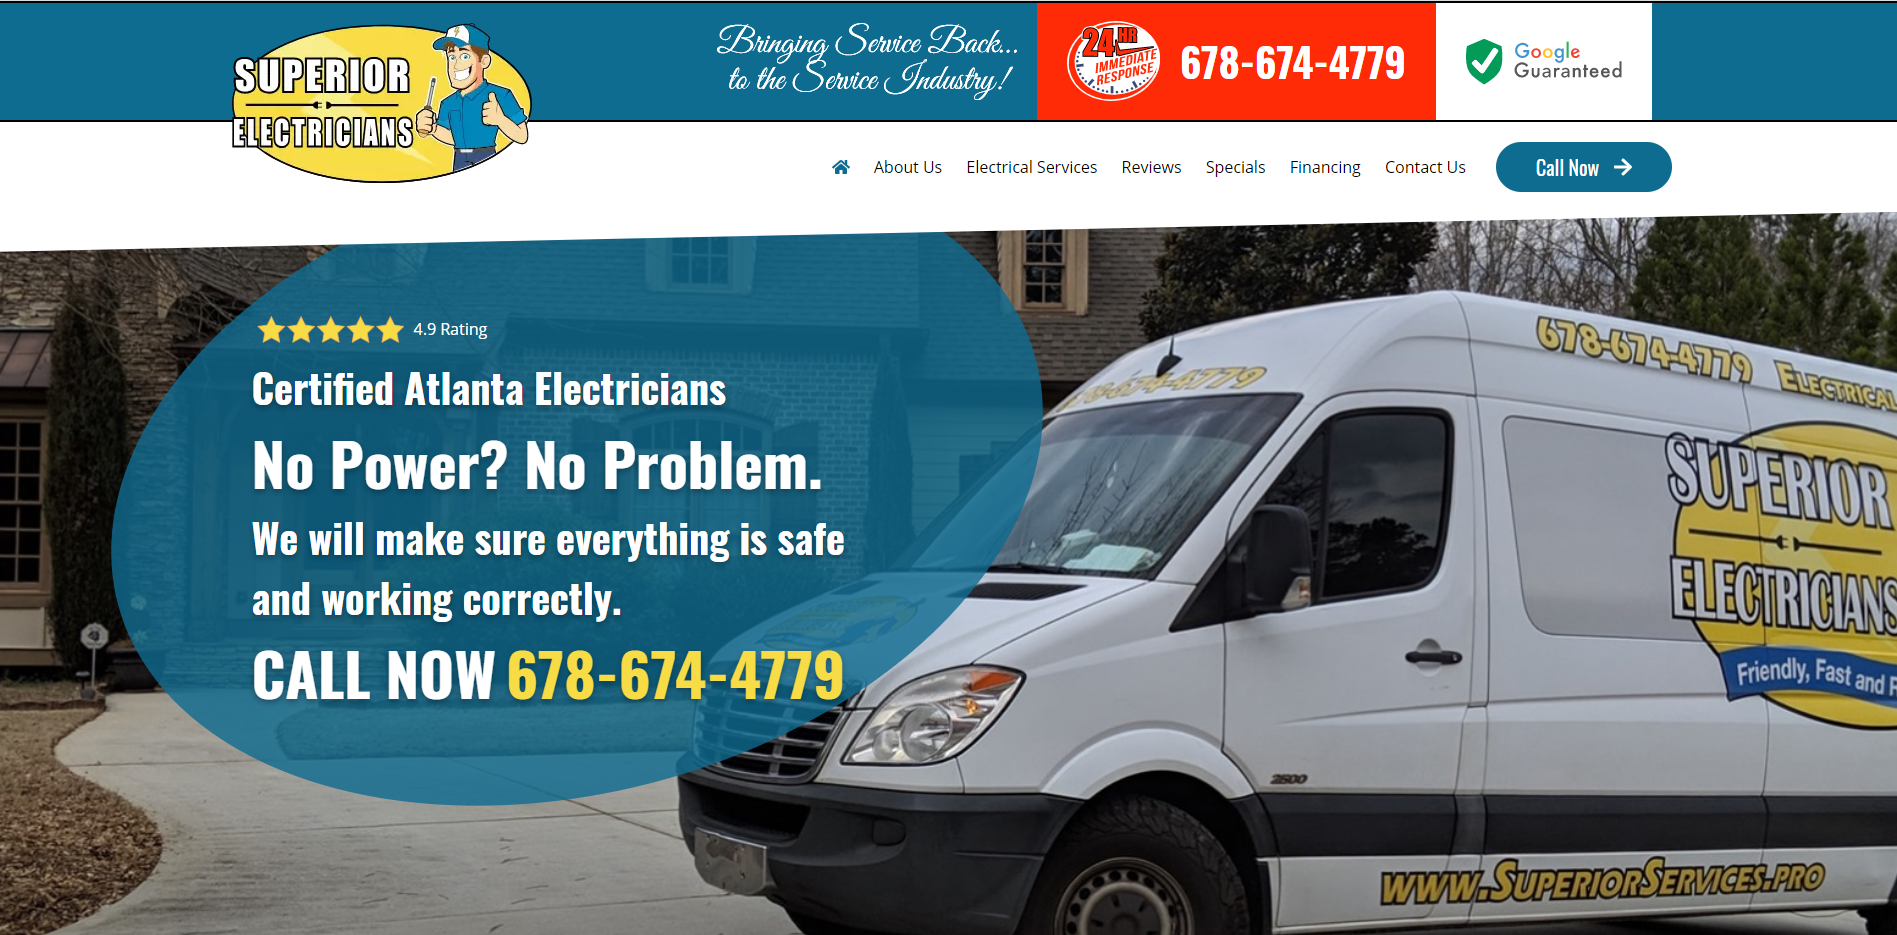 SUPERIOR
ELECTRICIANS
Bringing Service Back...
to the Service Industry!
24 HR
IMMEDIATE
RESPONSE
678-674-4779
Google
Guaranteed
About Us
Electrical Services
Reviews
Specials
Financing
Contact Us
Call Now
4.9 Rating
Certified Atlanta Electricians
No Power? No Problem.
We will make sure everything is safe
and working correctly.
CALL NOW 678-674-4779
678-674-4779
678-674-4779 ELECTRICAL
SUPERIOR
ELECTRICIANS
Friendly, Fast and
2500
WWW.SUPERIORSERVICES.PRO